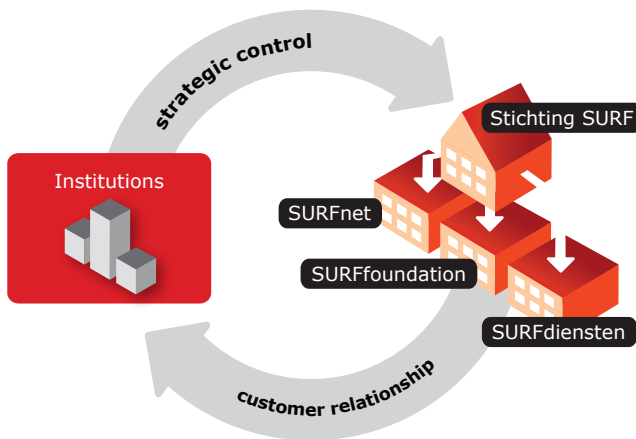 strategic control
Stichting SURF
Institutions
SURFnet
SURFfoundation
SURFdiensten
customer relationship